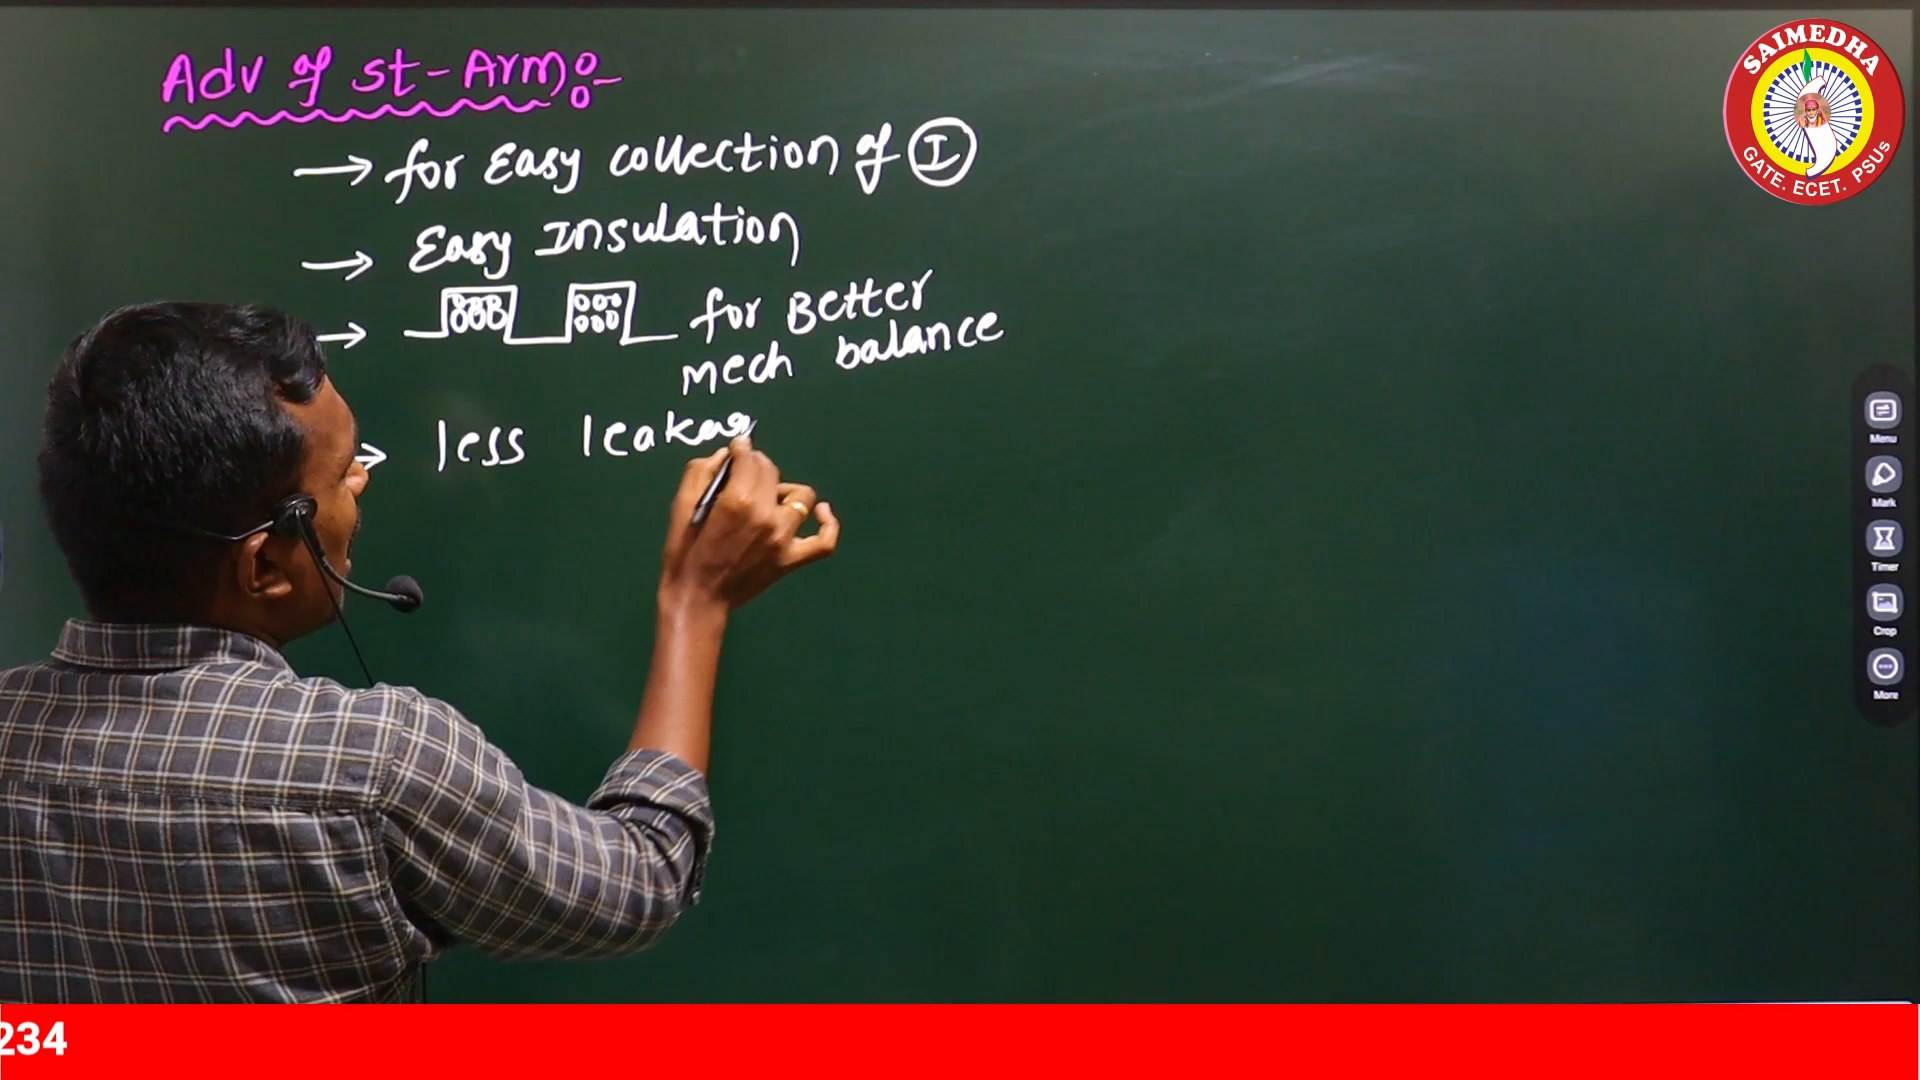 Adv of st-Arm:-
→ for Easy collection of I
→ Easy Insulation
→ for Better
mech balance
→ less leakag
SAIMEDHA
GATE. ECET. PSUs
Menu
Mark
Timer
Crop
More
234